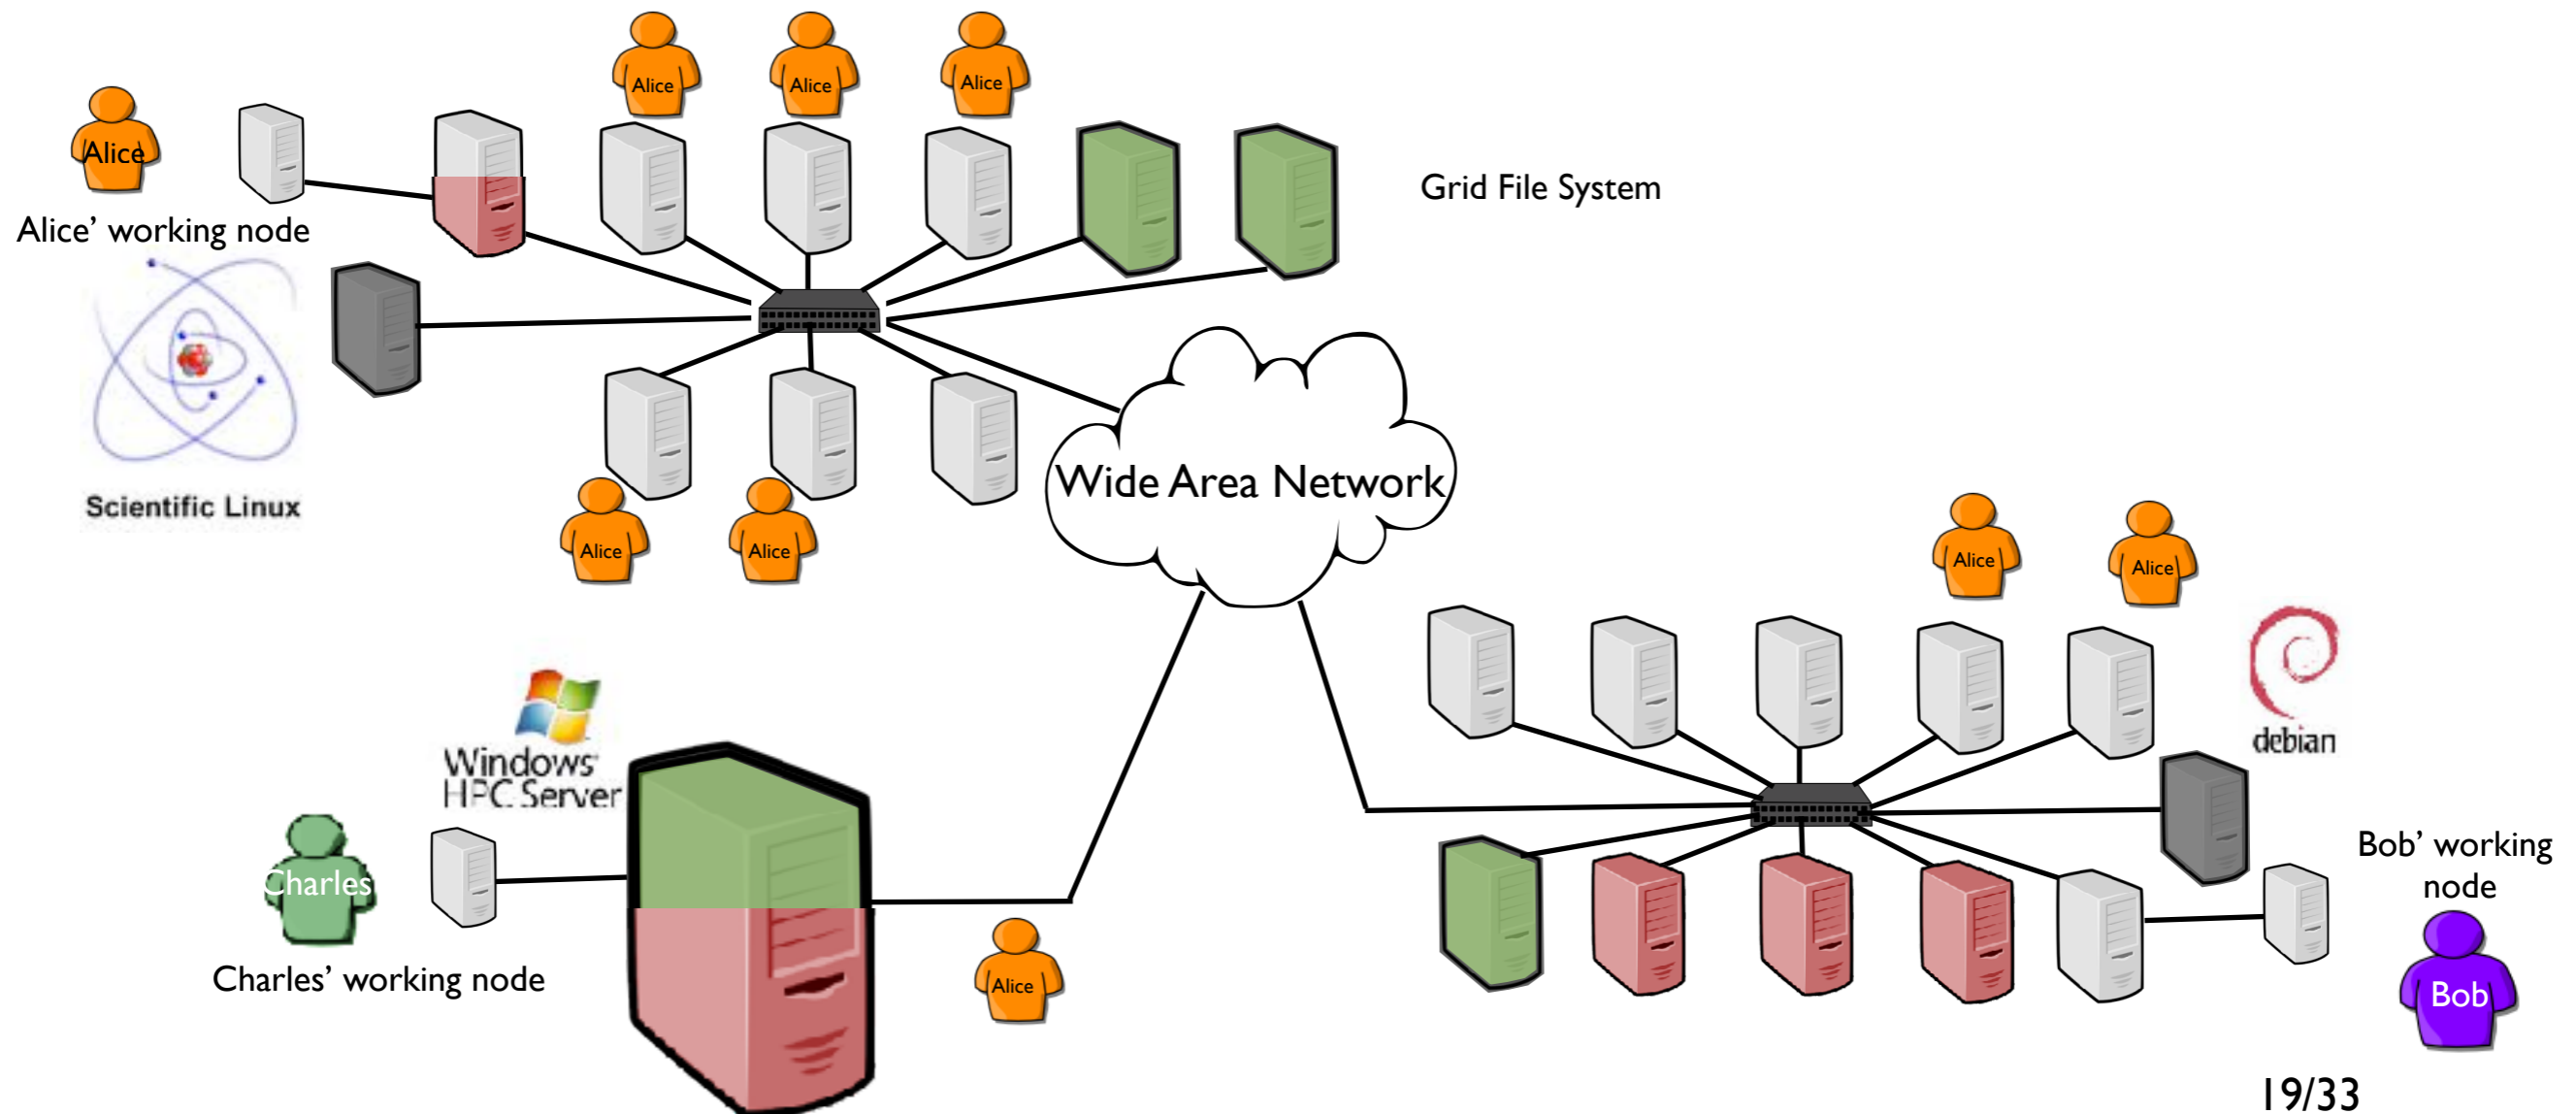 Alice
Alice
Alice
Alice
Grid File System
Alice' working node
Scientific Linux
Wide Area Network
Alice
Alice
Alice
Alice
debian
Windows
HPC Server
Charles
Charles' working node
Alice
Bob' working
node
Bob
19/33